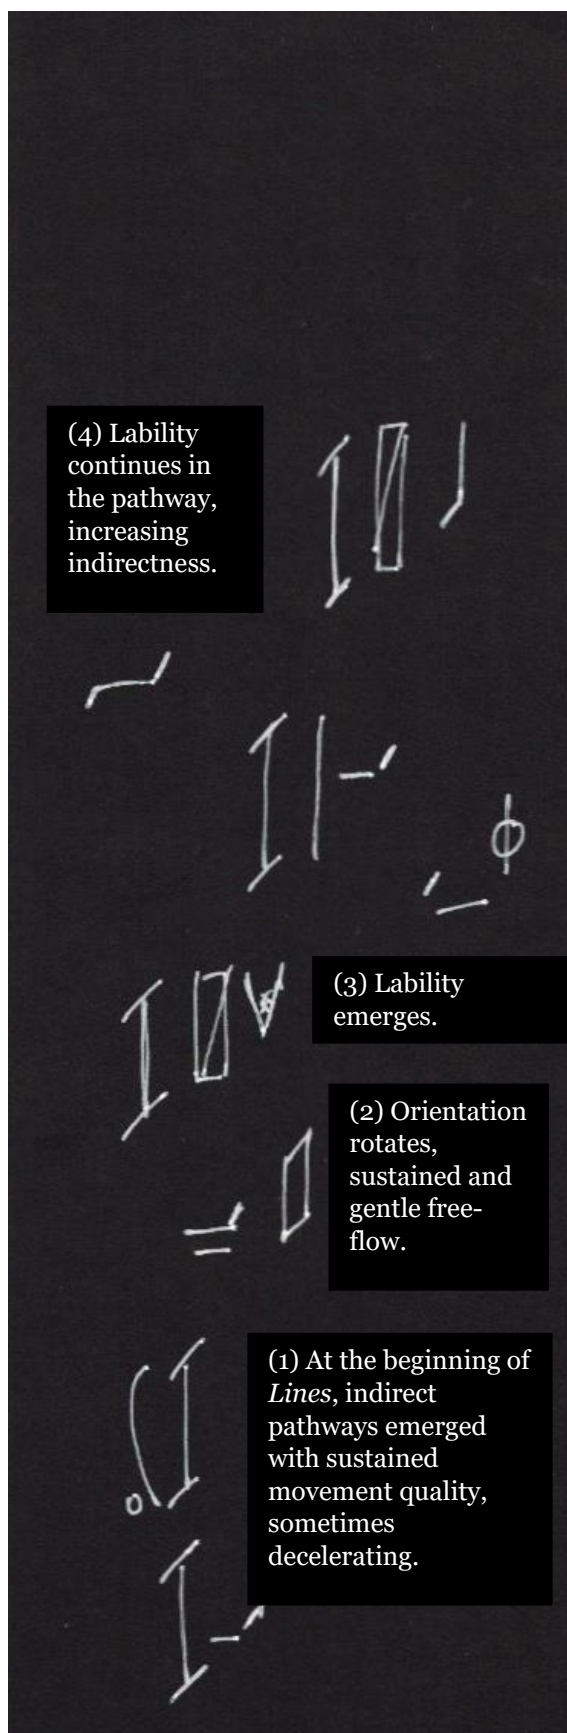 (4) Lability
continues in
the pathway,
increasing
indirectness.
(3) Lability
emerges.
(2) Orientation
rotates,
sustained and
gentle free-
flow.
(1) At the beginning of
Lines, indirect
pathways emerged
with sustained
movement quality,
sometimes
decelerating.